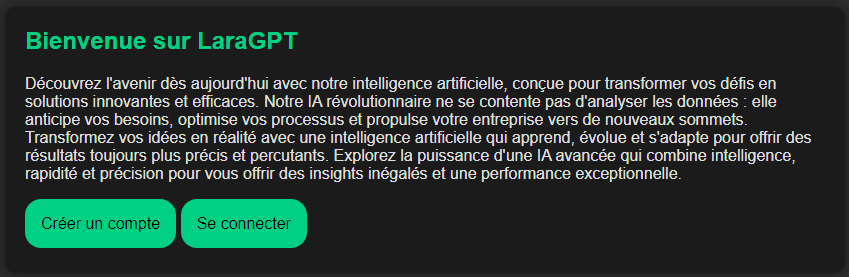 Bienvenue sur LaraGPT
Découvrez l'avenir dès aujourd'hui avec notre intelligence artificielle, conçue pour transformer vos défis en
solutions innovantes et efficaces. Notre IA révolutionnaire ne se contente pas d'analyser les données : elle
anticipe vos besoins, optimise vos processus et propulse votre entreprise vers de nouveaux sommets.
Transformez vos idées en réalité avec une intelligence artificielle qui apprend, évolue et s'adapte pour offrir des
résultats toujours plus précis et percutants. Explorez la puissance d'une IA avancée qui combine intelligence,
rapidité et précision pour vous offrir des insights inégalés et une performance exceptionnelle.
Créer un compte Se connecter